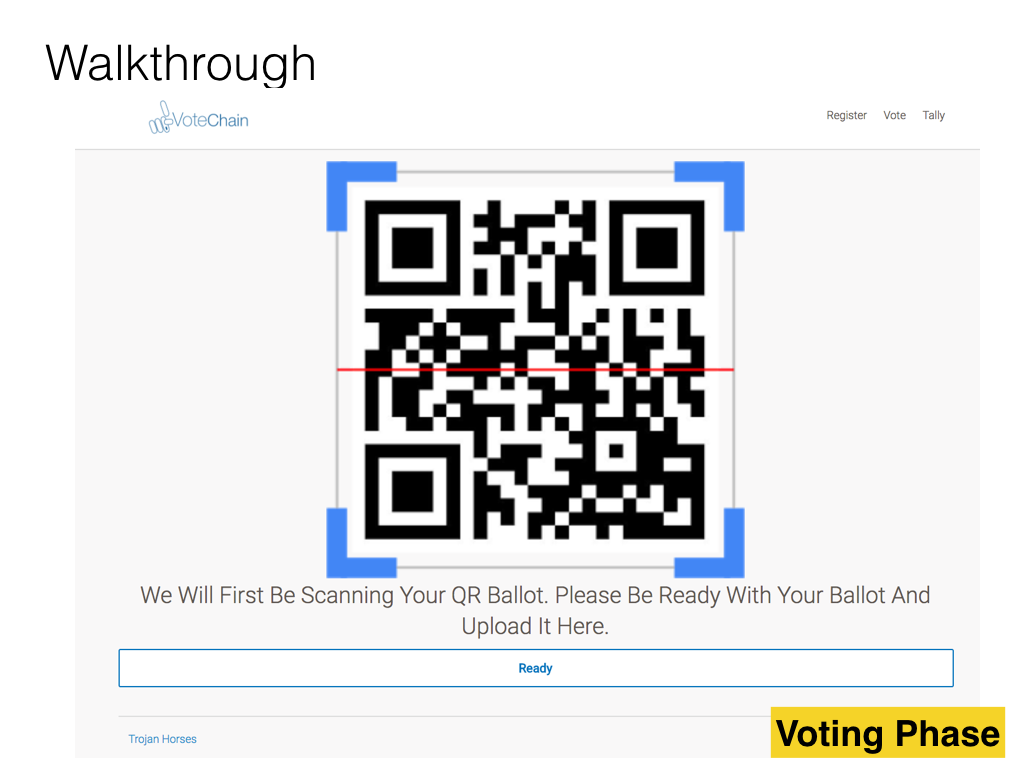 Walkthrough
VoteChain
Register Vote Tally
We Will First Be Scanning Your QR Ballot. Please Be Ready With Your Ballot And
Upload It Here.
Ready
Trojan Horses
Voting Phase